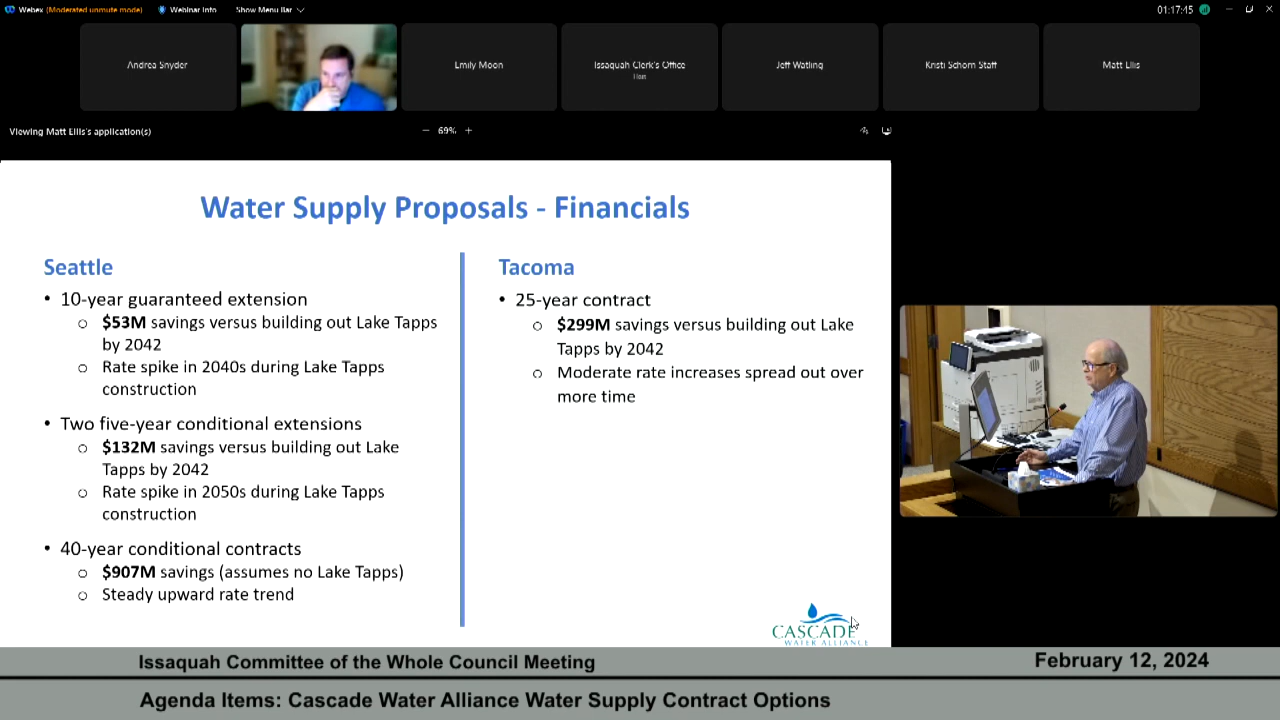 Webex (Moderated unmute mode) Webinar Info Show Menu Bar 01:17:45
Andrea Snyder
Emily Moon
Issaquah Clerk's Office
Host
Jeff Watling
Kristi Schorn Staff
Matt Ellis
Viewing Matt Ellis's application(s) − 69% +
Water Supply Proposals - Financials
Seattle
• 10-year guaranteed extension
○ $53M savings versus building out Lake Tapps
by 2042
○ Rate spike in 2040s during Lake Tapps
construction
• Two five-year conditional extensions
○ $132M savings versus building out Lake
Tapps by 2042
○ Rate spike in 2050s during Lake Tapps
construction
• 40-year conditional contracts
○ $907M savings (assumes no Lake Tapps)
○ Steady upward rate trend
Tacoma
• 25-year contract
○ $299M savings versus building out Lake
Tapps by 2042
○ Moderate rate increases spread out over
more time
CASCADE
WATER ALLIANCE
Issaquah Committee of the Whole Council Meeting
February 12, 2024
Agenda Items: Cascade Water Alliance Water Supply Contract Options